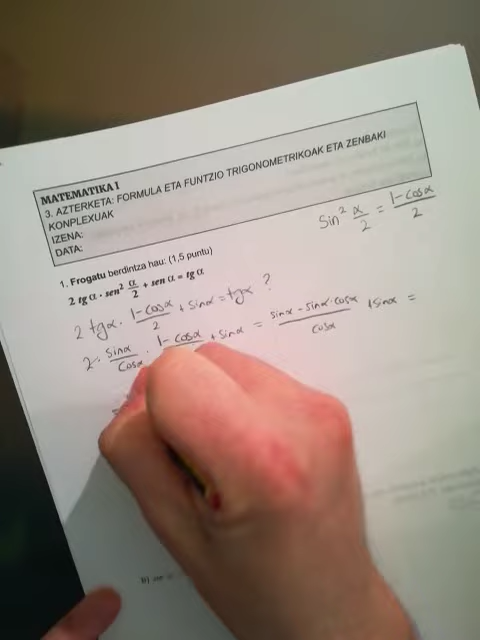 MATEMATIKA I
3. AZTERKETA: FORMULA ETA FUNTZIO TRIGONOMETRIKOAK ETA ZENBAKI
KONPLEXUAK
IZENA:
DATA:
sin² α/2 = (1-cosα)/2
1. Frogatu berdintza hau: (1,5 puntu)
2 tg α · sen² α/2 + sen α = tg α
2 tgα · (1-cosα)/2 + sinα = tgα ?
2 · sinα/cosα · 1-cosα + sinα = (sinα - sinα·cosα)/cosα + sinα =